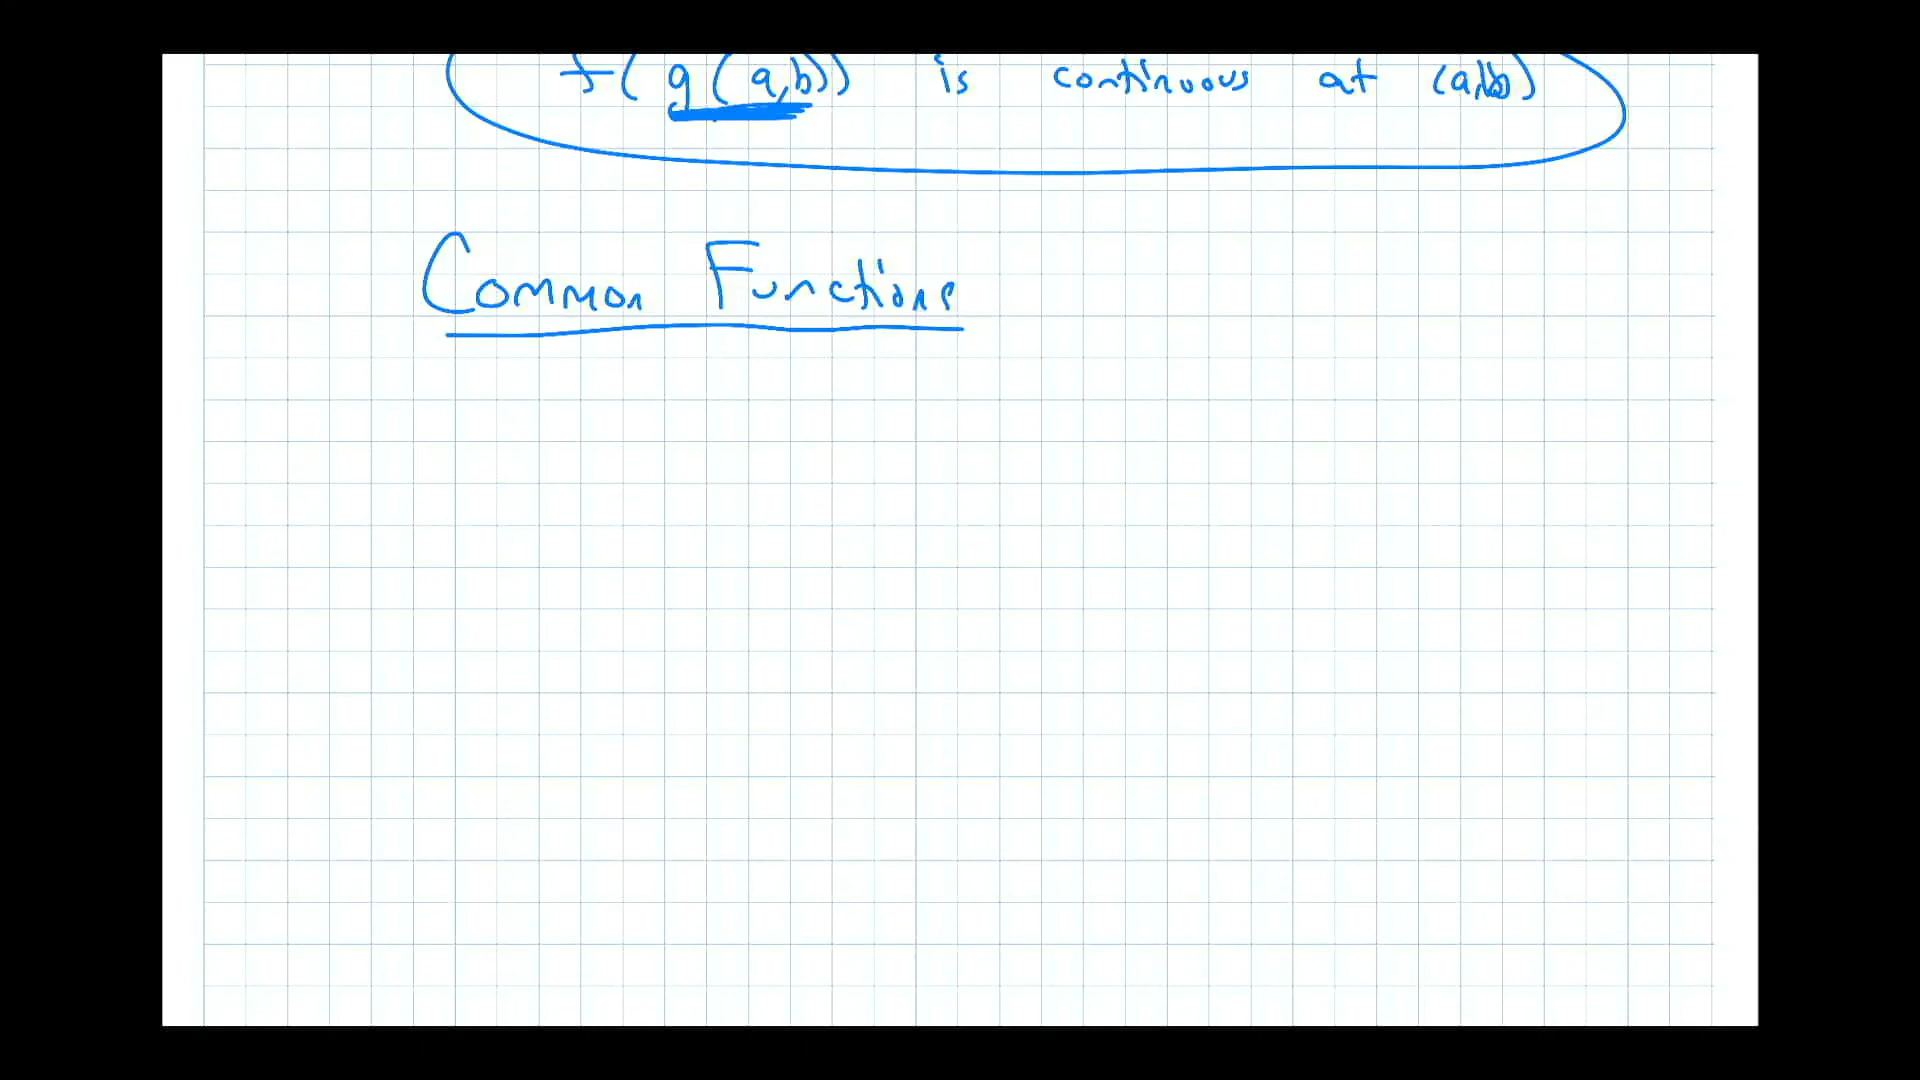 f(g(a,b)) is continuous at (a,b)
Common Functions